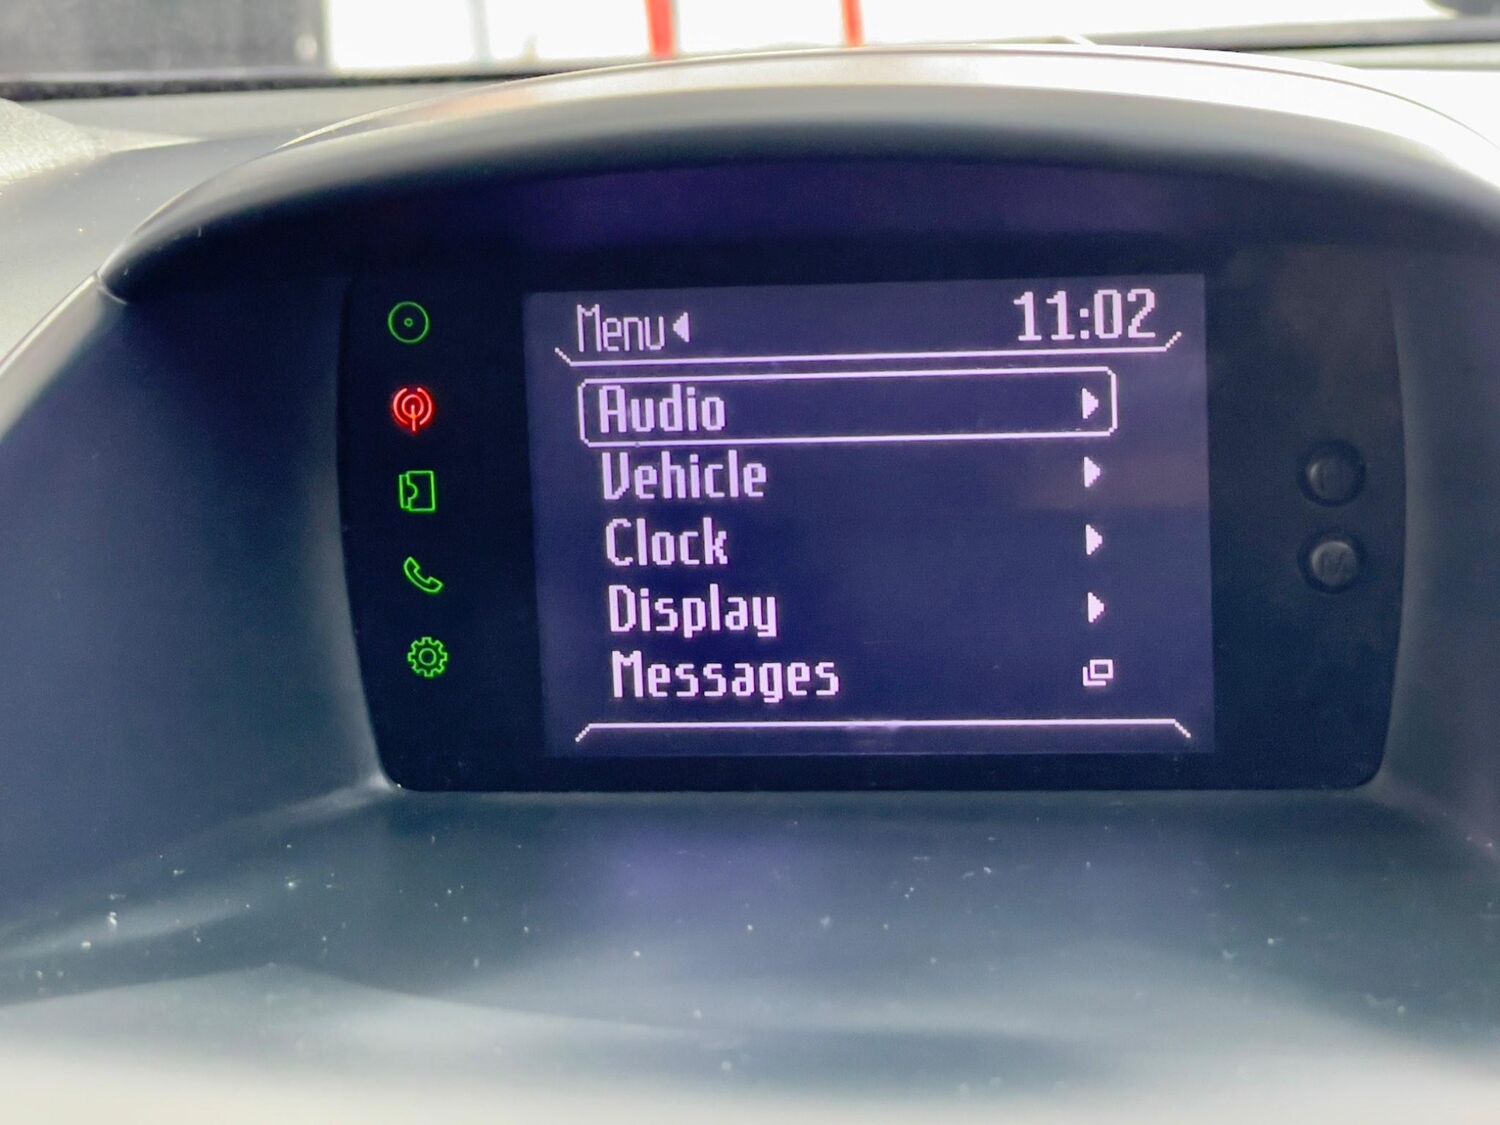 Menu
11:02
Audio
Vehicle
Clock
Display
Messages